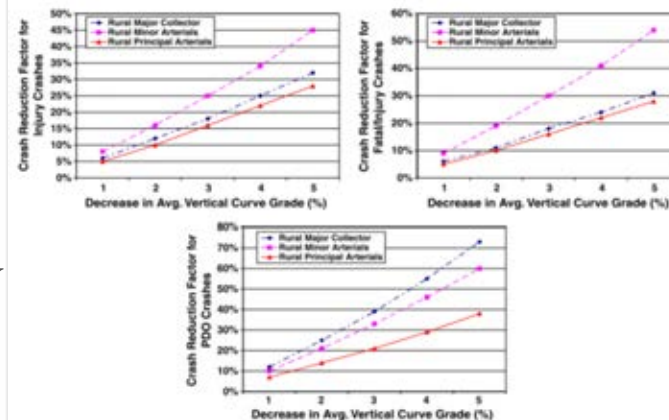 Crash Reduction Factor for
Injury Crashes
50%
45%
40%
35%
30%
25%
20%
15%
10%
5%
0%
Rural Major Collector
Rural Minor Arterials
Rural Principal Arterials
1 2 3 4 5
Decrease in Avg. Vertical Curve Grade (%)
Crash Reduction Factor for
Fatal/Injury Crashes
60%
50%
40%
30%
20%
10%
0%
Rural Major Collector
Rural Minor Arterials
Rural Principal Arterials
1 2 3 4 5
Decrease in Avg. Vertical Curve Grade (%)
Crash Reduction Factor for
PDO Crashes
80%
70%
60%
50%
40%
30%
20%
10%
0%
Rural Major Collector
Rural Minor Arterials
Rural Principal Arterials
1 2 3 4 5
Decrease in Avg. Vertical Curve Grade (%)